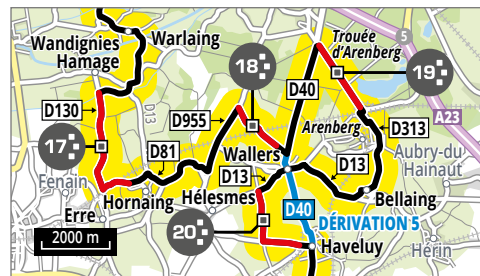 Wandignies
Hamage
Warlaing
Trouée
d'Arenberg
5
18
19
D130
D13
D955
D40
A23
17
D81
Arenberg
D313
Wallers
Aubry-du
Hainaut
Fenain
D13
D13
Hornaing
Hélesmes
Bellaing
Erre
D40
DÉRIVATION 5
2000 m
20
Haveluy
Hérin